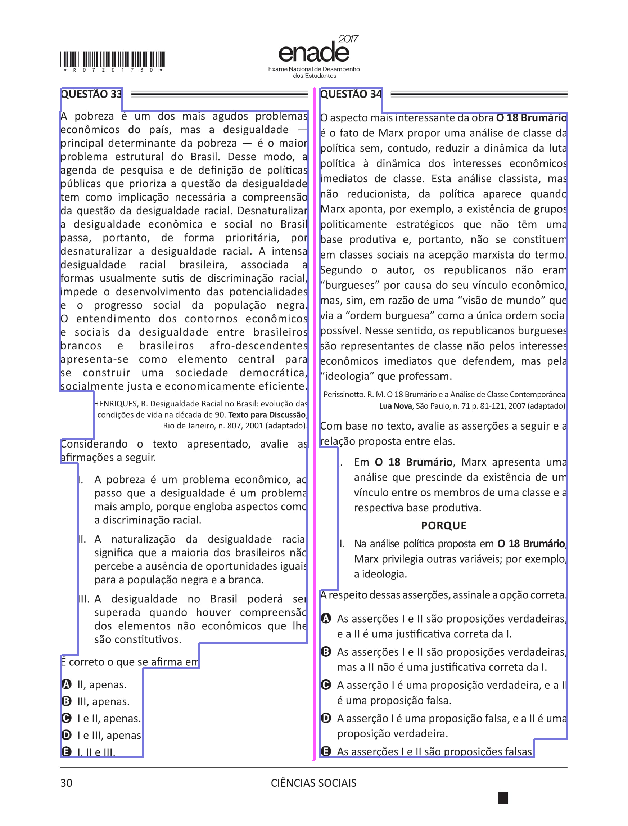 * R 0 7 2 0 1 7 3 0 *
enade 2017
Exame Nacional de Desempenho
dos Estudantes
QUESTÃO 33
A pobreza é um dos mais agudos problemas
econômicos do país, mas a desigualdade —
principal determinante da pobreza — é o maior
problema estrutural do Brasil. Desse modo, a
agenda de pesquisa e de definição de políticas
públicas que prioriza a questão da desigualdade
tem como implicação necessária a compreensão
da questão da desigualdade racial. Desnaturalizar
a desigualdade econômica e social no Brasil
passa, portanto, de forma prioritária, por
desnaturalizar a desigualdade racial. A intensa
desigualdade racial brasileira, associada a
formas usualmente sutis de discriminação racial,
impede o desenvolvimento das potencialidades
e o progresso social da população negra.
O entendimento dos contornos econômicos
e sociais da desigualdade entre brasileiros
brancos e brasileiros afro-descendentes
apresenta-se como elemento central para
se construir uma sociedade democrática,
socialmente justa e economicamente eficiente.
HENRIQUES, R. Desigualdade Racial no Brasil: evolução das
condições de vida na década de 90. Texto para Discussão,
Rio de Janeiro, n. 807, 2001 (adaptado).
Considerando o texto apresentado, avalie as
afirmações a seguir.
I. A pobreza é um problema econômico, ao
passo que a desigualdade é um problema
mais amplo, porque engloba aspectos como
a discriminação racial.
II. A naturalização da desigualdade racial
significa que a maioria dos brasileiros não
percebe a ausência de oportunidades iguais
para a população negra e a branca.
III. A desigualdade no Brasil poderá ser
superada quando houver compreensão
dos elementos não econômicos que lhe
são constitutivos.
É correto o que se afirma em
A II, apenas.
B III, apenas.
C I e II, apenas.
D I e III, apenas
E I, II e III.
QUESTÃO 34
O aspecto mais interessante da obra O 18 Brumário
é o fato de Marx propor uma análise de classe da
política sem, contudo, reduzir a dinâmica da luta
política à dinâmica dos interesses econômicos
imediatos de classe. Esta análise classista, mas
não reducionista, da política aparece quando
Marx aponta, por exemplo, a existência de grupos
politicamente estratégicos que não têm uma
base produtiva e, portanto, não se constituem
em classes sociais na acepção marxista do termo.
Segundo o autor, os republicanos não eram
“burgueses” por causa do seu vínculo econômico,
mas, sim, em razão de uma “visão de mundo” que
via a “ordem burguesa” como a única ordem social
possível. Nesse sentido, os republicanos burgueses
são representantes de classe não pelos interesses
econômicos imediatos que defendem, mas pela
“ideologia” que professam.
Perissinotto. R. M. O 18 Brumário e a Análise de Classe Contemporânea.
Lua Nova, São Paulo, n. 71 p. 81-121, 2007 (adaptado).
Com base no texto, avalie as asserções a seguir e a
relação proposta entre elas.
I. Em O 18 Brumário, Marx apresenta uma
análise que prescinde da existência de um
vínculo entre os membros de uma classe e a
respectiva base produtiva.
PORQUE
II. Na análise política proposta em O 18 Brumário,
Marx privilegia outras variáveis; por exemplo,
a ideologia.
A respeito dessas asserções, assinale a opção correta.
A As asserções I e II são proposições verdadeiras,
e a II é uma justificativa correta da I.
B As asserções I e II são proposições verdadeiras,
mas a II não é uma justificativa correta da I.
C A asserção I é uma proposição verdadeira, e a II
é uma proposição falsa.
D A asserção I é uma proposição falsa, e a II é uma
proposição verdadeira.
E As asserções I e II são proposições falsas
30
CIÊNCIAS SOCIAIS